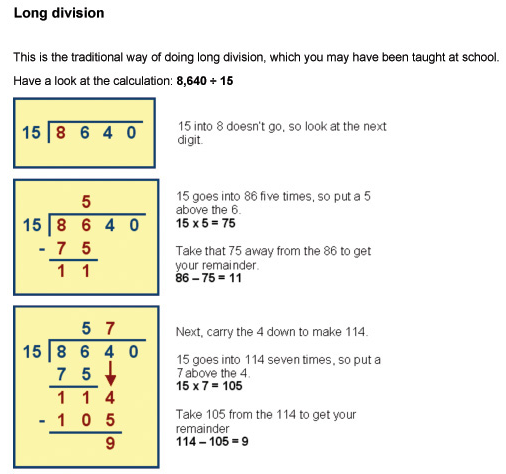 Long division
This is the traditional way of doing long division, which you may have been taught at school.
Have a look at the calculation: 8,640 ÷ 15
15 8 6 4 0
15 into 8 doesn't go, so look at the next
digit.
5
15 8 6 4 0
- 7 5
1 1
15 goes into 86 five times, so put a 5
above the 6.
15 x 5 = 75
Take that 75 away from the 86 to get
your remainder.
86 – 75 = 11
5 7
15 8 6 4 0
7 5
1 1 4
- 1 0 5
9
Next, carry the 4 down to make 114.
15 goes into 114 seven times, so put a
7 above the 4.
15 x 7 = 105
Take 105 from the 114 to get your
remainder
114 – 105 = 9